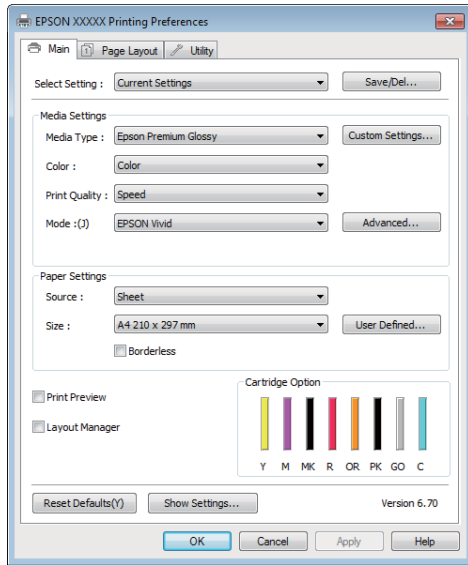 EPSON XXXXX Printing Preferences
Main Page Layout Utility
Select Setting : Current Settings Save/Del...
Media Settings
Media Type : Epson Premium Glossy Custom Settings...
Color : Color
Print Quality : Speed
Mode :(J) EPSON Vivid Advanced...
Paper Settings
Source : Sheet
Size : A4 210 x 297 mm User Defined...
Borderless
Print Preview
Layout Manager
Cartridge Option
Y M MK R OR PK GO C
Reset Defaults(Y) Show Settings... Version 6.70
OK Cancel Apply Help